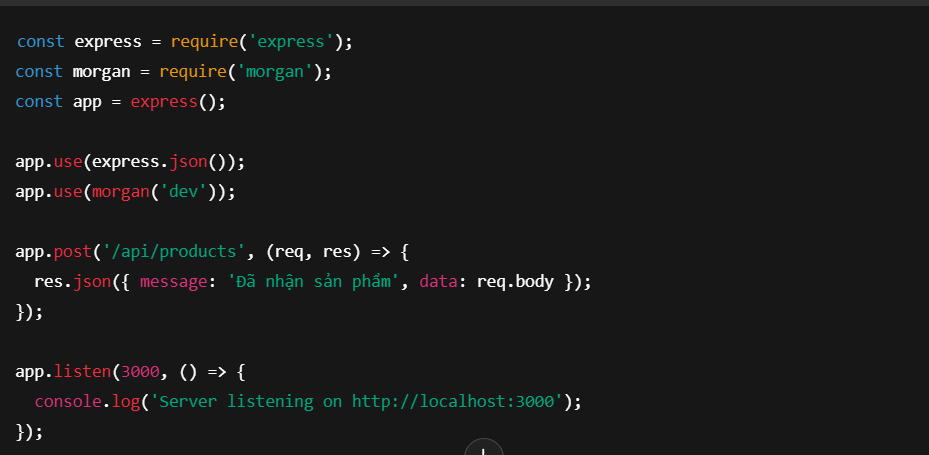 const express = require('express');
const morgan = require('morgan');
const app = express();
app.use(express.json());
app.use(morgan('dev'));
app.post('/api/products', (req, res) => {
res.json({ message: 'Đã nhận sản phẩm', data: req.body });
});
app.listen(3000, () => {
console.log('Server listening on http://localhost:3000');
});